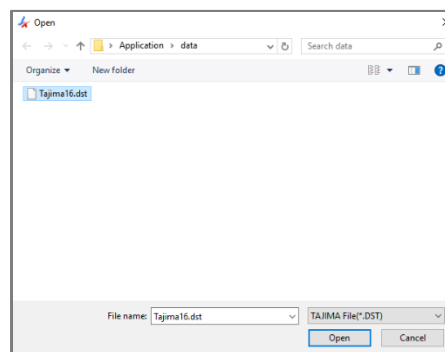 Open
Application > data
Search data
Organize
New folder
Tajima16.dst
File name: Tajima16.dst
TAJIMA File(*.DST)
Open
Cancel